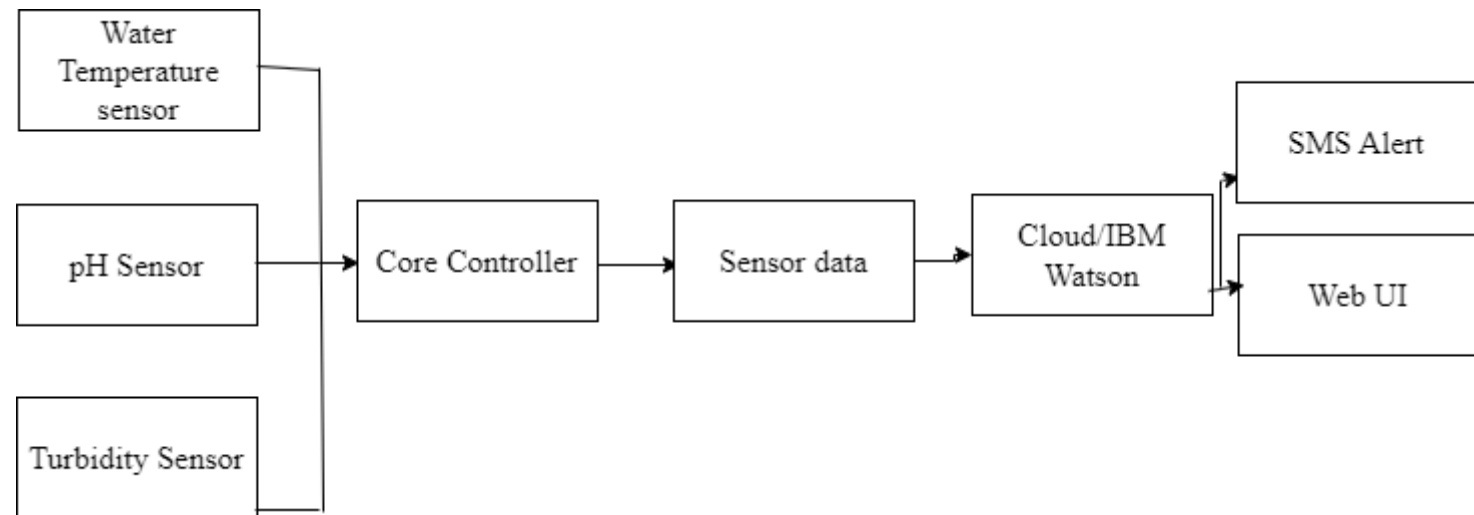 Water
Temperature
sensor
pH Sensor
Turbidity Sensor
Core Controller
Sensor data
Cloud/IBM
Watson
SMS Alert
Web UI